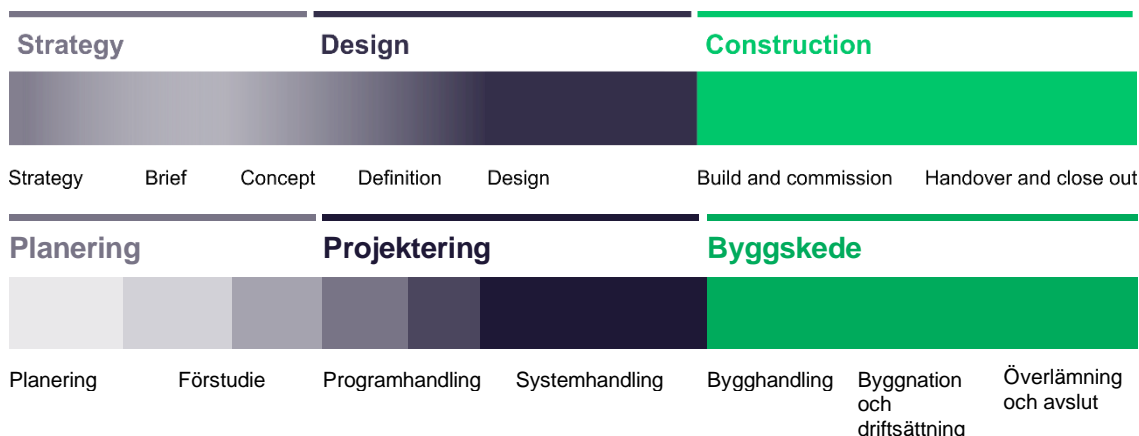 Strategy Design Construction
Strategy Brief Concept Definition Design Build and commission Handover and close out
Planering Projektering Byggskede
Planering Förstudie Programhandling Systemhandling Bygghandling Byggnation och driftsättning Överlämning och avslut